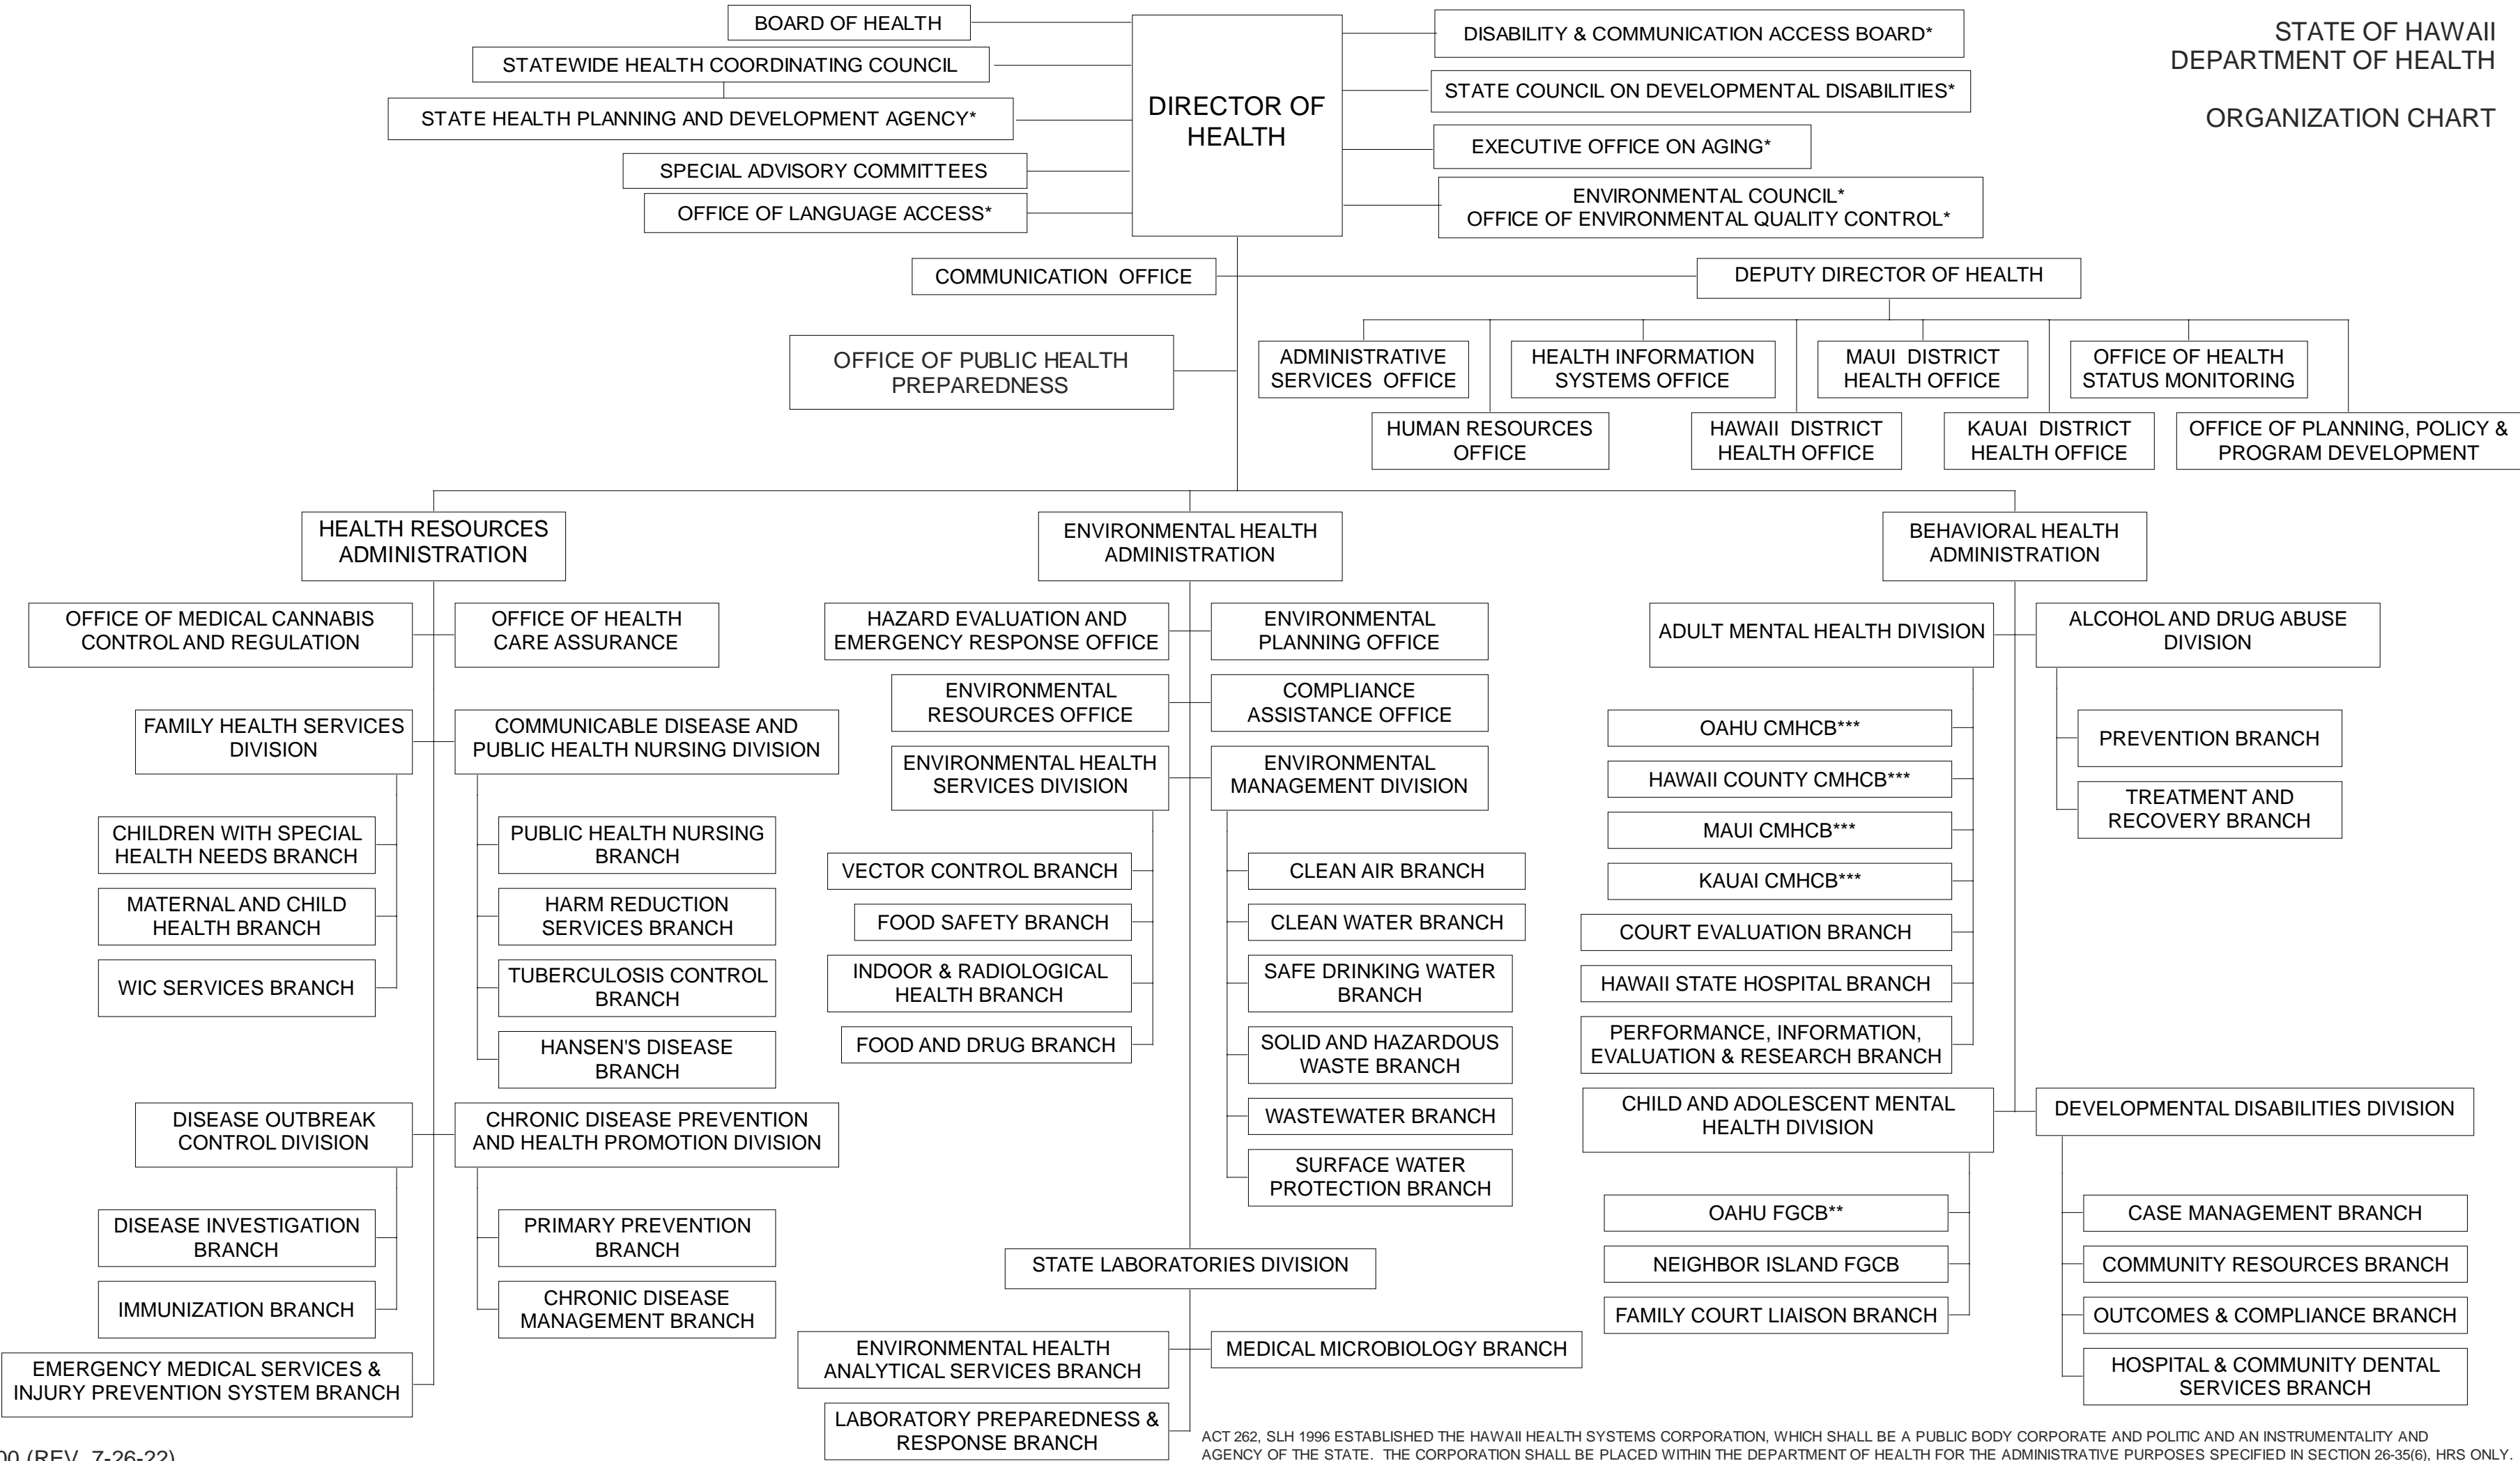 STATE OF HAWAII
DEPARTMENT OF HEALTH
ORGANIZATION CHART
BOARD OF HEALTH
STATEWIDE HEALTH COORDINATING COUNCIL
STATE HEALTH PLANNING AND DEVELOPMENT AGENCY*
SPECIAL ADVISORY COMMITTEES
OFFICE OF LANGUAGE ACCESS*
DIRECTOR OF
HEALTH
DISABILITY & COMMUNICATION ACCESS BOARD*
STATE COUNCIL ON DEVELOPMENTAL DISABILITIES*
EXECUTIVE OFFICE ON AGING*
ENVIRONMENTAL COUNCIL*
OFFICE OF ENVIRONMENTAL QUALITY CONTROL*
COMMUNICATION OFFICE
DEPUTY DIRECTOR OF HEALTH
OFFICE OF PUBLIC HEALTH
PREPAREDNESS
ADMINISTRATIVE
SERVICES OFFICE
HEALTH INFORMATION
SYSTEMS OFFICE
MAUI DISTRICT
HEALTH OFFICE
OFFICE OF HEALTH
STATUS MONITORING
HUMAN RESOURCES
OFFICE
HAWAII DISTRICT
HEALTH OFFICE
KAUAI DISTRICT
HEALTH OFFICE
OFFICE OF PLANNING, POLICY &
PROGRAM DEVELOPMENT
HEALTH RESOURCES
ADMINISTRATION
OFFICE OF MEDICAL CANNABIS
CONTROL AND REGULATION
OFFICE OF HEALTH
CARE ASSURANCE
FAMILY HEALTH SERVICES
DIVISION
COMMUNICABLE DISEASE AND
PUBLIC HEALTH NURSING DIVISION
CHILDREN WITH SPECIAL
HEALTH NEEDS BRANCH
MATERNAL AND CHILD
HEALTH BRANCH
WIC SERVICES BRANCH
PUBLIC HEALTH NURSING
BRANCH
HARM REDUCTION
SERVICES BRANCH
TUBERCULOSIS CONTROL
BRANCH
HANSEN'S DISEASE
BRANCH
DISEASE OUTBREAK
CONTROL DIVISION
CHRONIC DISEASE PREVENTION
AND HEALTH PROMOTION DIVISION
DISEASE INVESTIGATION
BRANCH
IMMUNIZATION BRANCH
PRIMARY PREVENTION
BRANCH
CHRONIC DISEASE
MANAGEMENT BRANCH
EMERGENCY MEDICAL SERVICES &
INJURY PREVENTION SYSTEM BRANCH
ENVIRONMENTAL HEALTH
ADMINISTRATION
HAZARD EVALUATION AND
EMERGENCY RESPONSE OFFICE
ENVIRONMENTAL
PLANNING OFFICE
ENVIRONMENTAL
RESOURCES OFFICE
COMPLIANCE
ASSISTANCE OFFICE
ENVIRONMENTAL HEALTH
SERVICES DIVISION
ENVIRONMENTAL
MANAGEMENT DIVISION
VECTOR CONTROL BRANCH
FOOD SAFETY BRANCH
INDOOR & RADIOLOGICAL
HEALTH BRANCH
FOOD AND DRUG BRANCH
CLEAN AIR BRANCH
CLEAN WATER BRANCH
SAFE DRINKING WATER
BRANCH
SOLID AND HAZARDOUS
WASTE BRANCH
WASTEWATER BRANCH
SURFACE WATER
PROTECTION BRANCH
STATE LABORATORIES DIVISION
ENVIRONMENTAL HEALTH
ANALYTICAL SERVICES BRANCH
MEDICAL MICROBIOLOGY BRANCH
LABORATORY PREPAREDNESS &
RESPONSE BRANCH
BEHAVIORAL HEALTH
ADMINISTRATION
ADULT MENTAL HEALTH DIVISION
ALCOHOL AND DRUG ABUSE
DIVISION
OAHU CMHCB***
HAWAII COUNTY CMHCB***
MAUI CMHCB***
KAUAI CMHCB***
COURT EVALUATION BRANCH
HAWAII STATE HOSPITAL BRANCH
PERFORMANCE, INFORMATION,
EVALUATION & RESEARCH BRANCH
PREVENTION BRANCH
TREATMENT AND
RECOVERY BRANCH
CHILD AND ADOLESCENT MENTAL
HEALTH DIVISION
DEVELOPMENTAL DISABILITIES DIVISION
OAHU FGCB**
NEIGHBOR ISLAND FGCB
FAMILY COURT LIAISON BRANCH
CASE MANAGEMENT BRANCH
COMMUNITY RESOURCES BRANCH
OUTCOMES & COMPLIANCE BRANCH
HOSPITAL & COMMUNITY DENTAL
SERVICES BRANCH
ACT 262, SLH 1996 ESTABLISHED THE HAWAII HEALTH SYSTEMS CORPORATION, WHICH SHALL BE A PUBLIC BODY CORPORATE AND POLITIC AND AN INSTRUMENTALITY AND
AGENCY OF THE STATE. THE CORPORATION SHALL BE PLACED WITHIN THE DEPARTMENT OF HEALTH FOR THE ADMINISTRATIVE PURPOSES SPECIFIED IN SECTION 26-35(6), HRS ONLY.
(REV. 7-26-22)